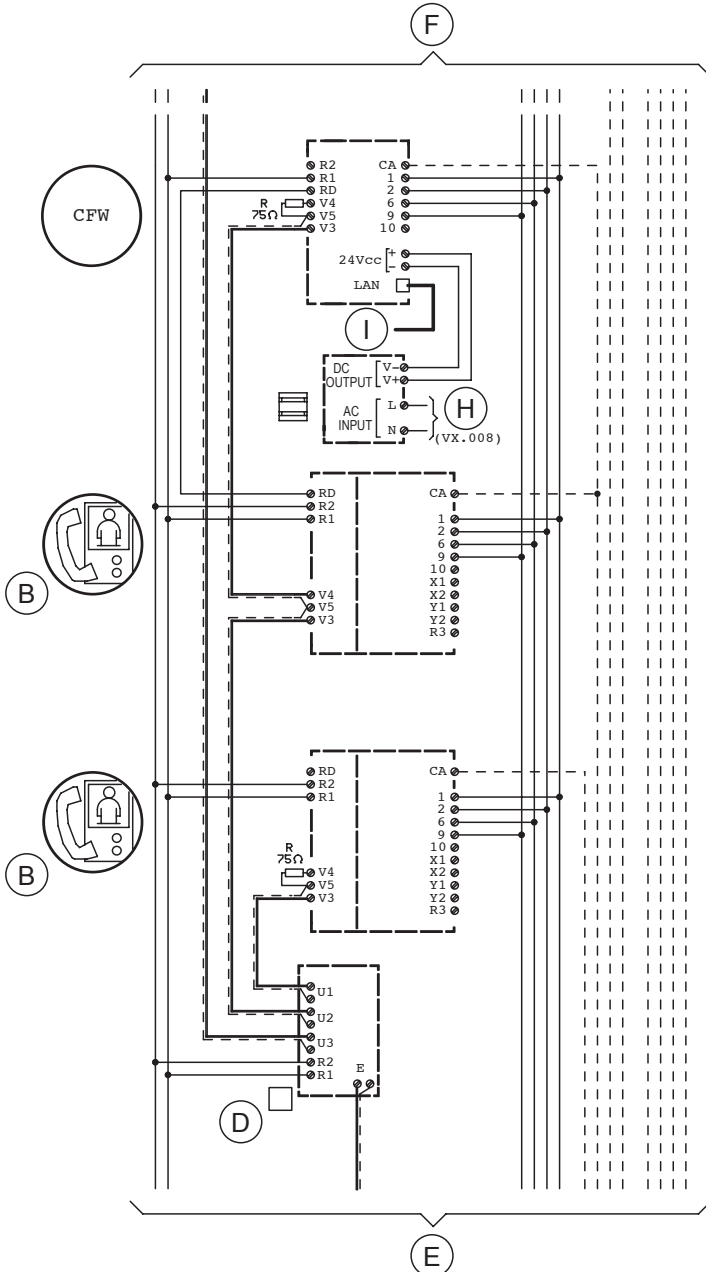 F
CFW
R2
R1
RD
V4
V5
V3
R
75Ω
CA
1
2
6
9
10
24Vcc
+
-
LAN
I
DC
OUTPUT
V-
V+
AC
INPUT
L
N
H
(VX.008)
B
RD
R2
R1
V4
V5
V3
CA
1
2
6
9
10
X1
X2
Y1
Y2
R3
B
RD
R2
R1
R
75Ω
V4
V5
V3
CA
1
2
6
9
10
X1
X2
Y1
Y2
R3
U1
U2
U3
R2
R1
E
D
E